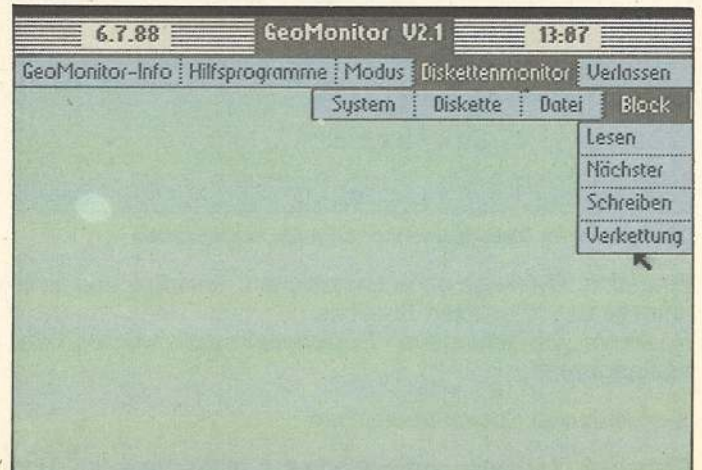 6.7.88 GeoMonitor V2.1 13:07
GeoMonitor-Info Hilfsprogramme Modus Diskettenmonitor Verlassen
System Diskette Datei Block
Lesen
Nächster
Schreiben
Verkettung